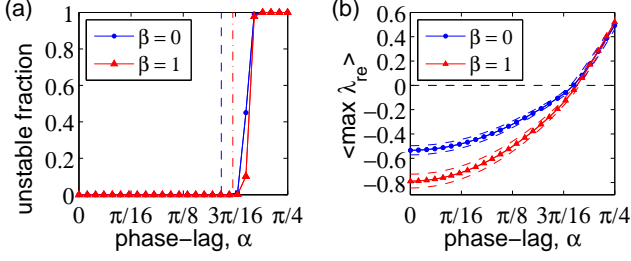 (a)
1
0.8
0.6
0.4
0.2
0
unstable fraction
β = 0
β = 1
0 π/16 π/8 3π/16 π/4
phase−lag, α
(b)
0.6
0.4
0.2
0
−0.2
−0.4
−0.6
−0.8
<max λre>
β = 0
β = 1
0 π/16 π/8 3π/16 π/4
phase−lag, α